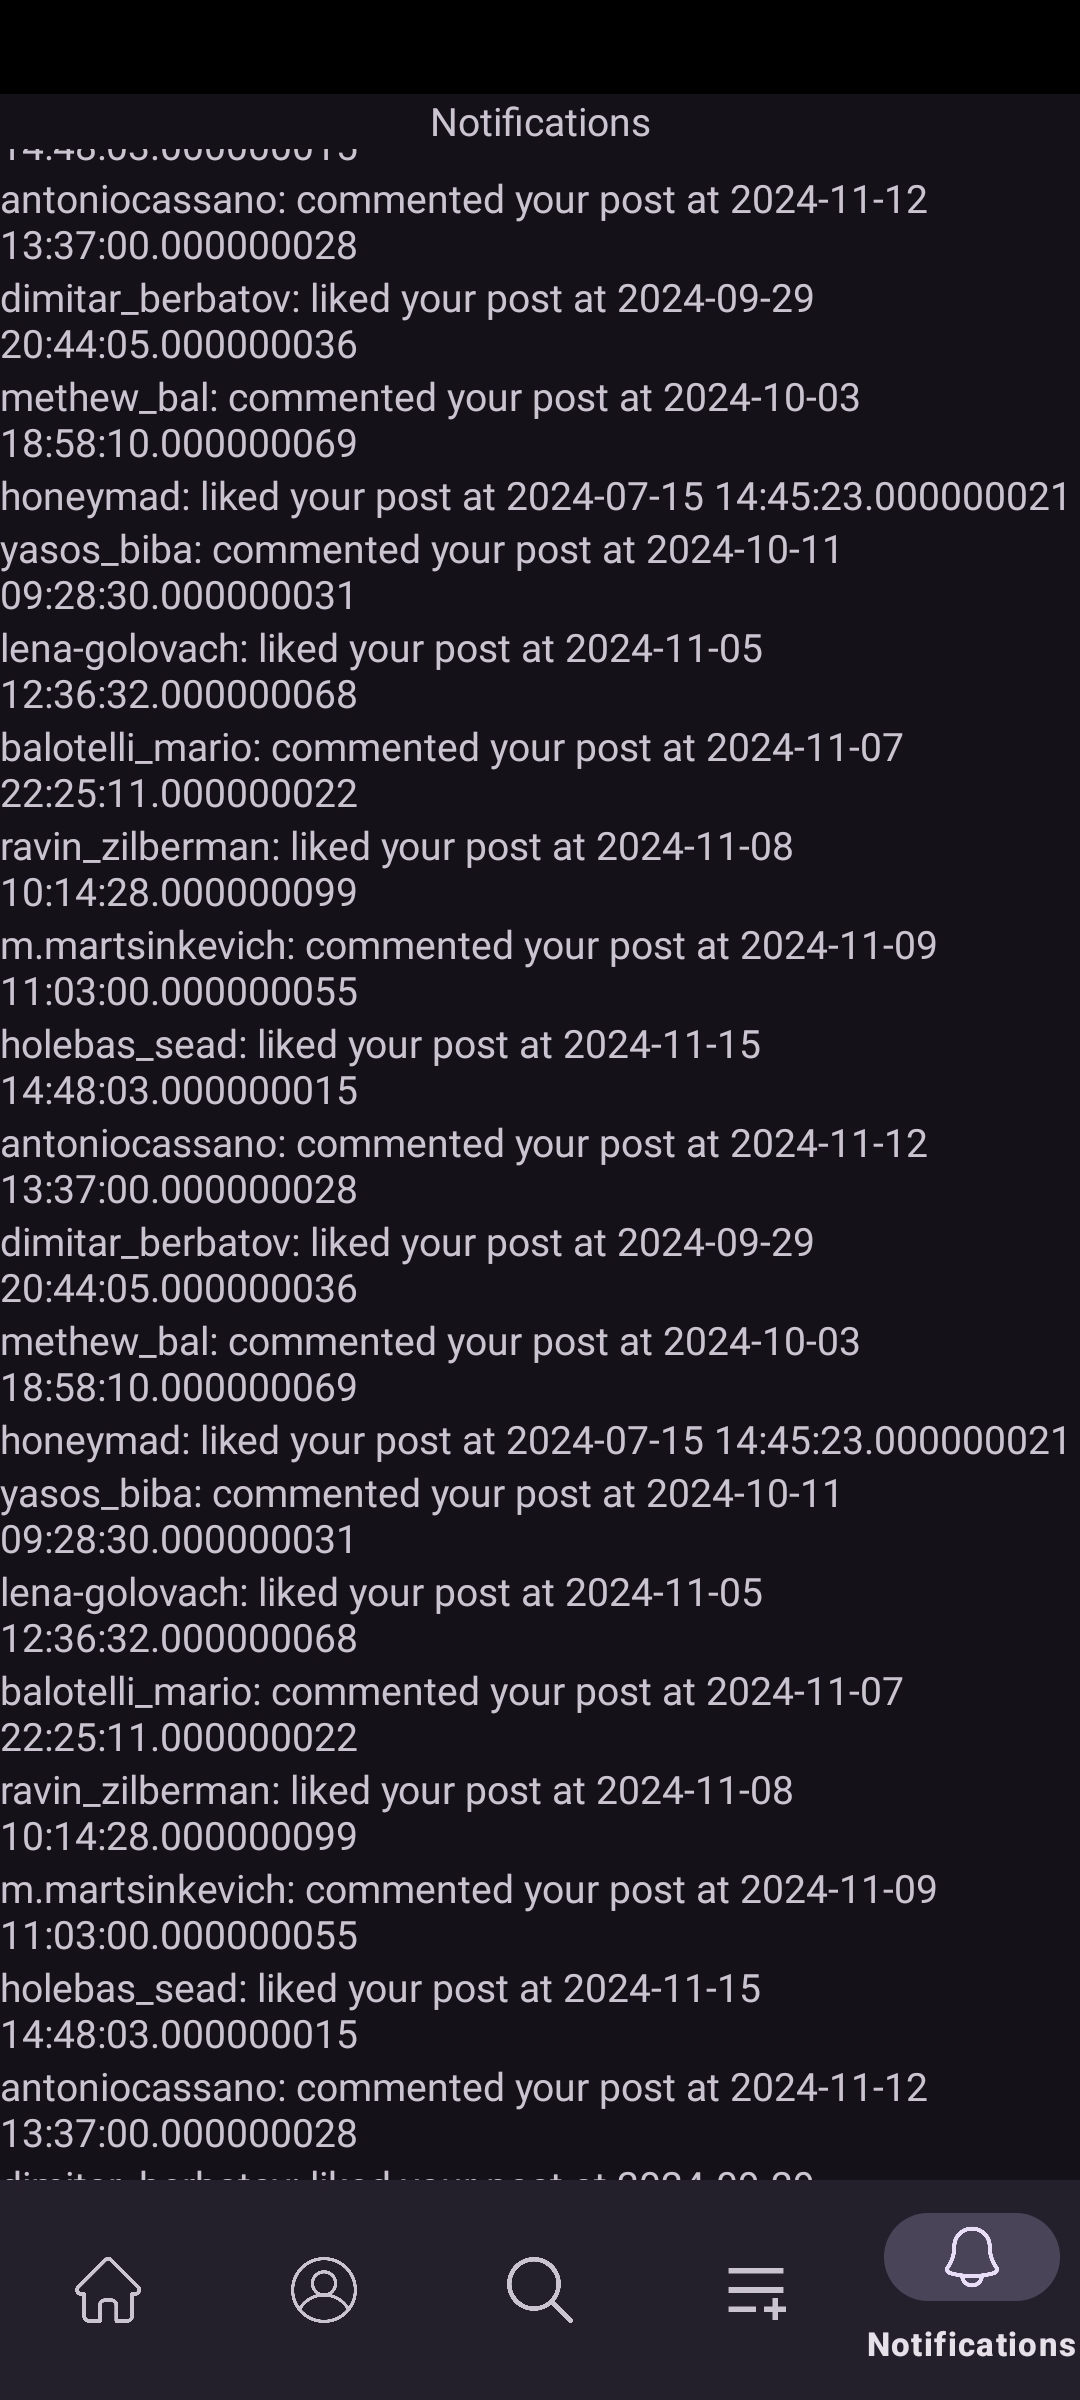 Notifications
14:48:03.000000015
antoniocassano: commented your post at 2024-11-12
13:37:00.000000028
dimitar_berbatov: liked your post at 2024-09-29
20:44:05.000000036
methew_bal: commented your post at 2024-10-03
18:58:10.000000069
honeymad: liked your post at 2024-07-15 14:45:23.000000021
yasos_biba: commented your post at 2024-10-11
09:28:30.000000031
lena-golovach: liked your post at 2024-11-05
12:36:32.000000068
balotelli_mario: commented your post at 2024-11-07
22:25:11.000000022
ravin_zilberman: liked your post at 2024-11-08
10:14:28.000000099
m.martsinkevich: commented your post at 2024-11-09
11:03:00.000000055
holebas_sead: liked your post at 2024-11-15
14:48:03.000000015
antoniocassano: commented your post at 2024-11-12
13:37:00.000000028
dimitar_berbatov: liked your post at 2024-09-29
20:44:05.000000036
methew_bal: commented your post at 2024-10-03
18:58:10.000000069
honeymad: liked your post at 2024-07-15 14:45:23.000000021
yasos_biba: commented your post at 2024-10-11
09:28:30.000000031
lena-golovach: liked your post at 2024-11-05
12:36:32.000000068
balotelli_mario: commented your post at 2024-11-07
22:25:11.000000022
ravin_zilberman: liked your post at 2024-11-08
10:14:28.000000099
m.martsinkevich: commented your post at 2024-11-09
11:03:00.000000055
holebas_sead: liked your post at 2024-11-15
14:48:03.000000015
antoniocassano: commented your post at 2024-11-12
13:37:00.000000028
dimitar_berbatov: liked your post at 2024-09-29
Notifications